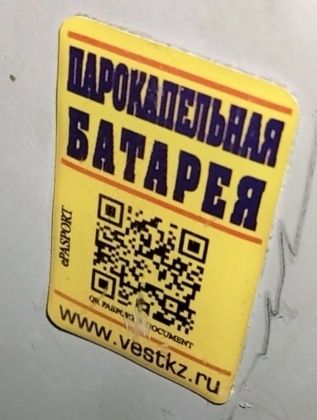 ПАРОКАПЕЛЬНАЯ
БАТАРЕЯ
ePASPORT
QR PASPORT DOCUMENT
www.vestkz.ru